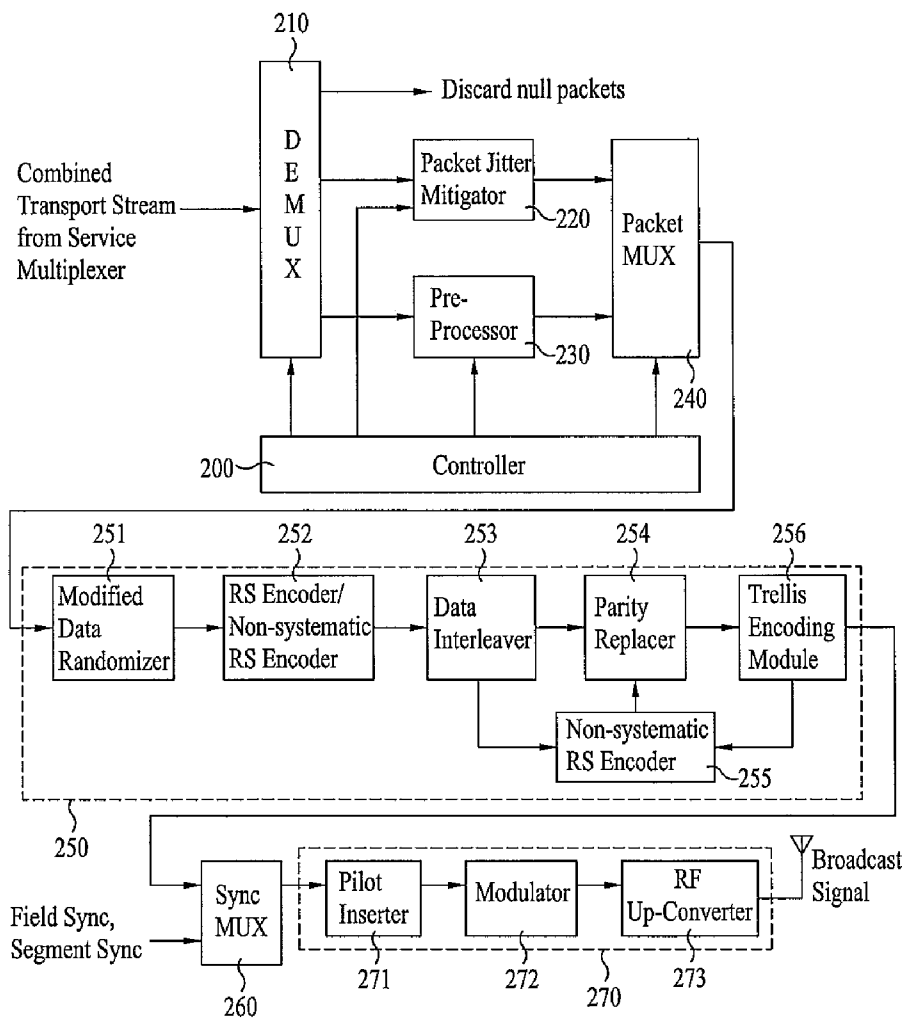 210
Discard null packets
D
E
M
U
X
Combined
Transport Stream
from Service
Multiplexer
Packet Jitter
Mitigator
220
Packet
MUX
Pre-
Processor
230
240
200
Controller
251
252
253
254
256
Modified
Data
Randomizer
RS Encoder/
Non-systematic
RS Encoder
Data
Interleaver
Parity
Replacer
Trellis
Encoding
Module
Non-systematic
RS Encoder
255
250
Sync
MUX
Pilot
Inserter
Modulator
RF
Up-Converter
Broadcast
Signal
Field Sync,
Segment Sync
260
271
272
270
273